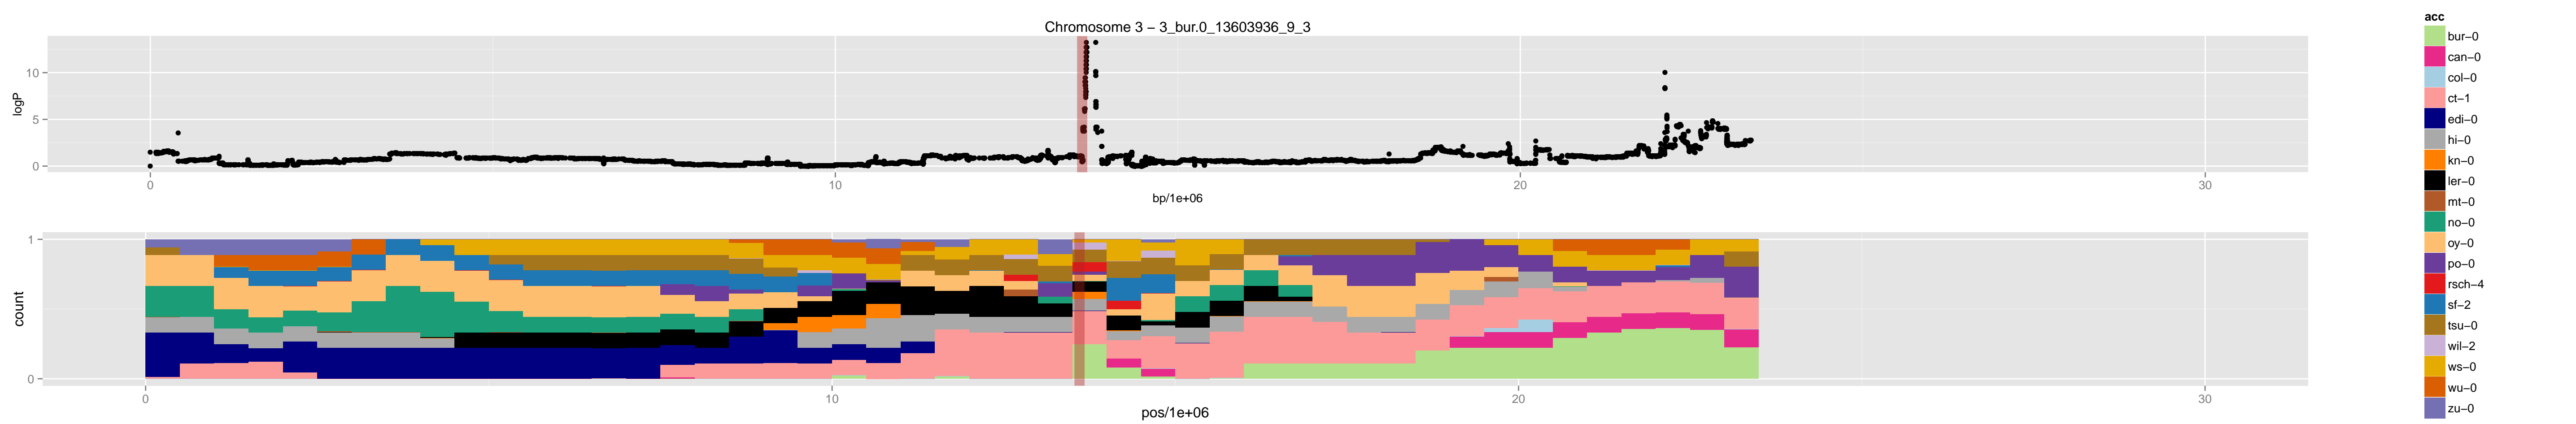 Chromosome 3 − 3_bur.0_13603936_9_3
logP
10
5
0
0
10
20
30
bp/1e+06
count
1
0
0
10
20
30
pos/1e+06
acc
bur−0
can−0
col−0
ct−1
edi−0
hi−0
kn−0
ler−0
mt−0
no−0
oy−0
po−0
rsch−4
sf−2
tsu−0
wil−2
ws−0
wu−0
zu−0